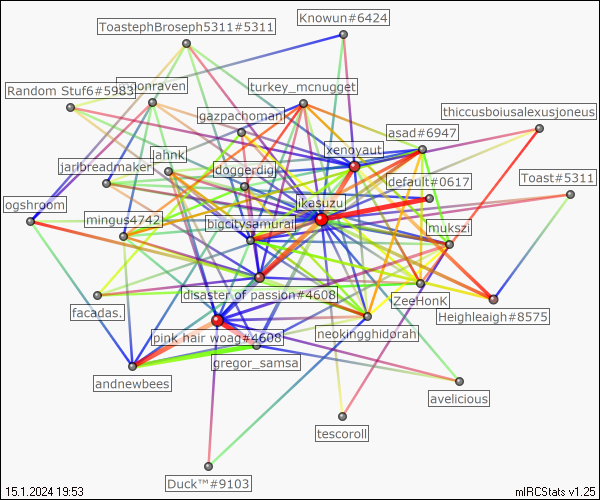 Knowun#6424
ToastephBroseph5311#5311
Random Stuf6#5983
onraven
turkey_mcnugget
gazpachoman
thiccusboiusalexusjoneus
asad#6947
xenoyaut
jahnk
jarlbreadmaker
doggerdig
default#0617
Toast#5311
ogshroom
ikasuzu
mingus4742
bigcitysamurai
mukszi
disaster of passion#4608
ZeeHonK
facadas.
Heighleaigh#8575
pink hair woag#4608
neokingghidorah
gregor_samsa
andnewbees
avelicious
tescoroll
Duck™#9103
15.1.2024 19:53
mIRCStats v1.25